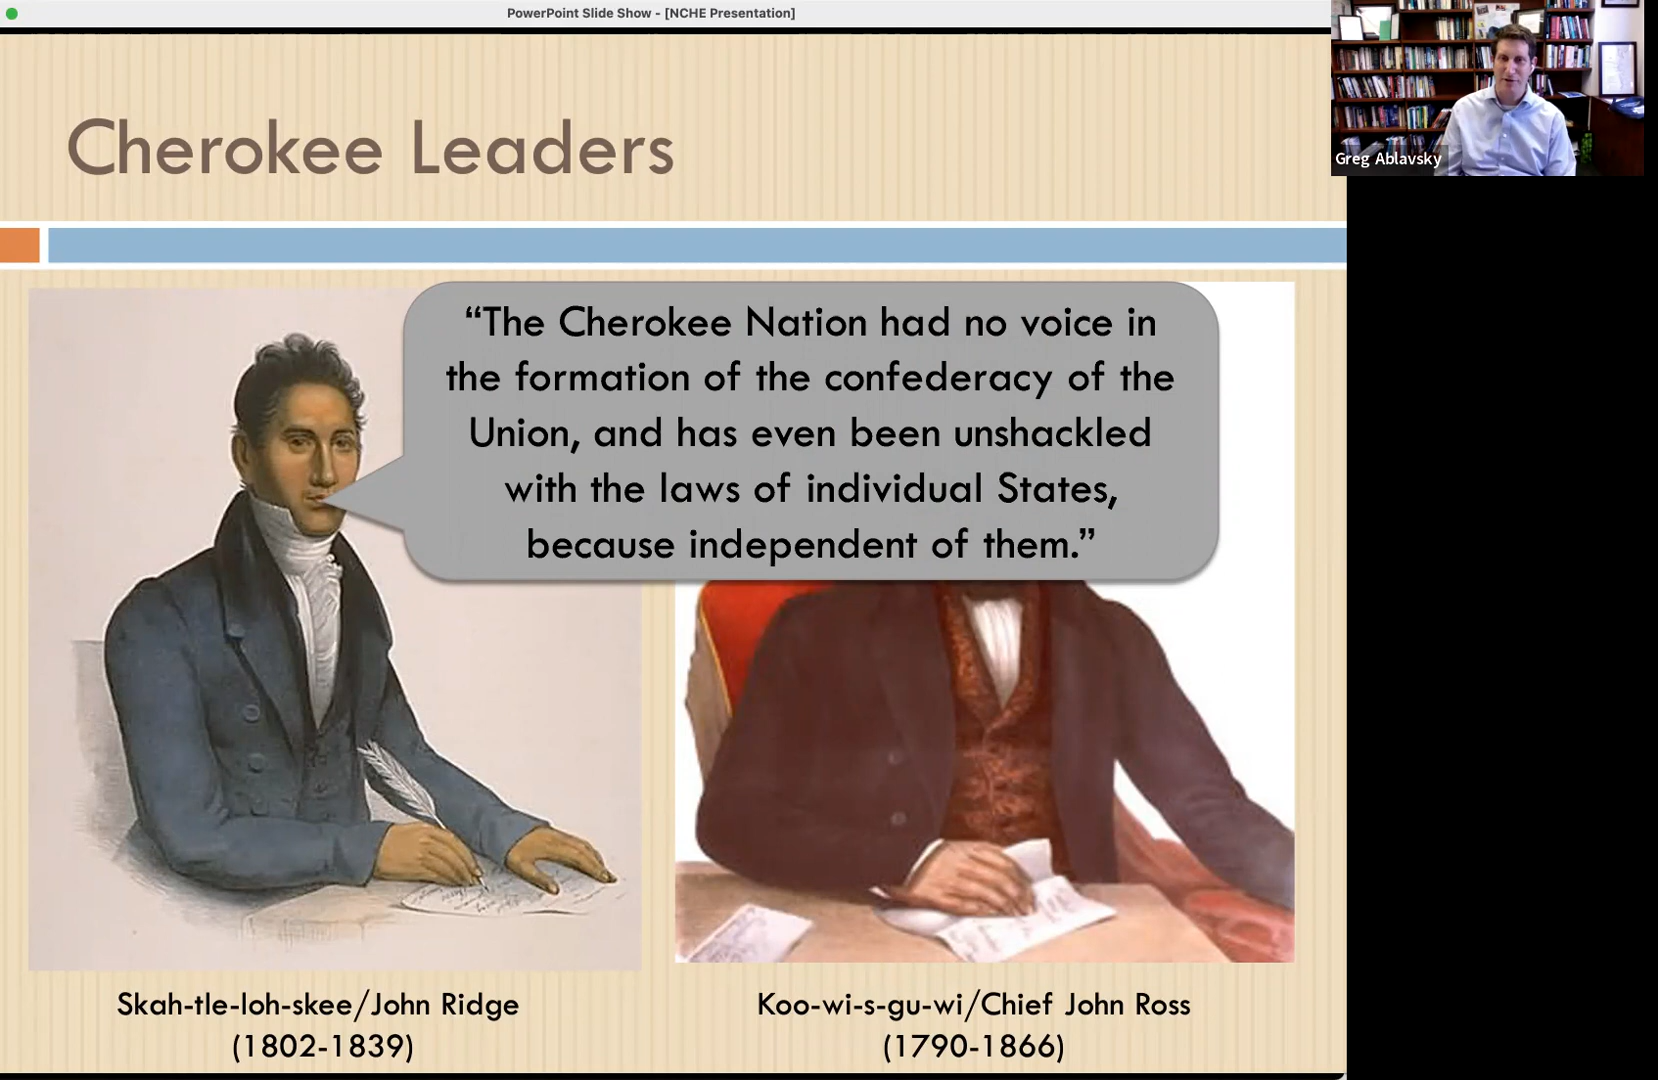 PowerPoint Slide Show - [NCHE Presentation]
Greg Ablavsky
Cherokee Leaders
“The Cherokee Nation had no voice in
the formation of the confederacy of the
Union, and has even been unshackled
with the laws of individual States,
because independent of them.”
Skah-tle-loh-skee/John Ridge
(1802-1839)
Koo-wi-s-gu-wi/Chief John Ross
(1790-1866)